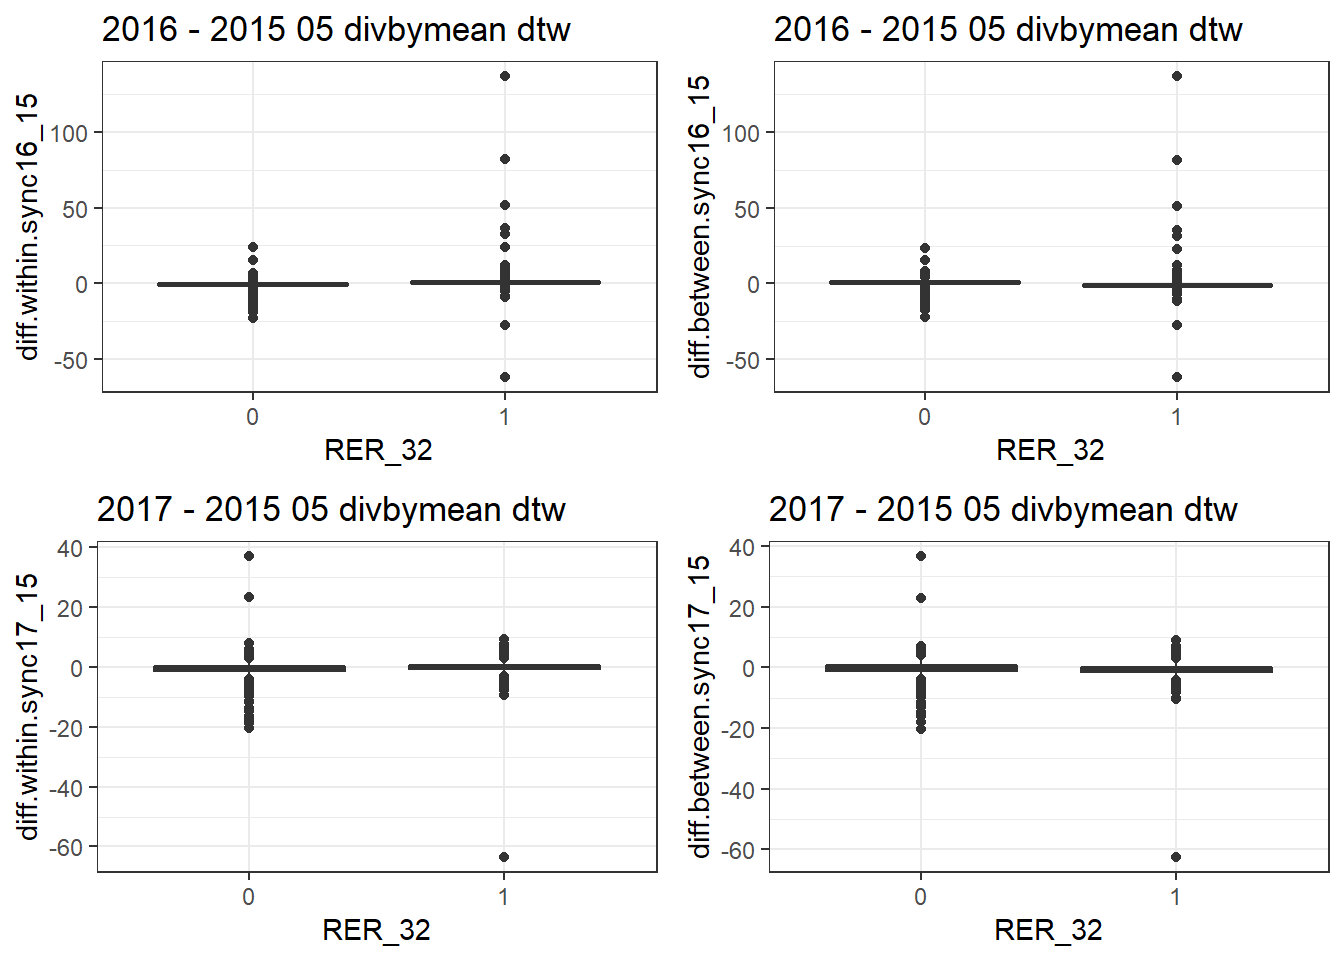 2016 - 2015 05 divbymean dtw
diff.within.sync16_15
100
50
0
-50
0
1
RER_32
2016 - 2015 05 divbymean dtw
diff.between.sync16_15
100
50
0
-50
0
1
RER_32
2017 - 2015 05 divbymean dtw
diff.within.sync17_15
40
20
0
-20
-40
-60
0
1
RER_32
2017 - 2015 05 divbymean dtw
diff.between.sync17_15
40
20
0
-20
-40
-60
0
1
RER_32